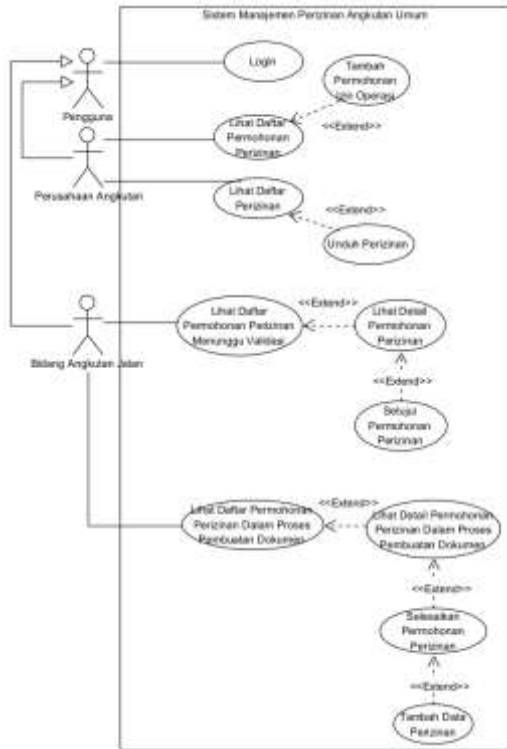 Sistem Manajemen Perizinan Angkutan Umum
Login
Tambah
Permohonan
Izin Operasi
Pengguna
Lihat Daftar
Permohonan
Perizinan
<<Extend>>
Perusahaan Angkutan
Lihat Daftar
Perizinan
<<Extend>>
Unduh Perizinan
Lihat Daftar
Permohonan Perizinan
Menunggu Validasi
<<Extend>>
Lihat Detail
Permohonan
Perizinan
Bidang Angkutan Jalan
<<Extend>>
Setujui
Permohonan
Perizinan
Lihat Daftar Permohonan
Perizinan Dalam Proses
Pembuatan Dokumen
<<Extend>>
Lihat Detail Permohonan
Perizinan Dalam Proses
Pembuatan Dokumen
<<Extend>>
Selesaikan
Permohonan
Perizinan
<<Extend>>
Tambah Data
Perizinan